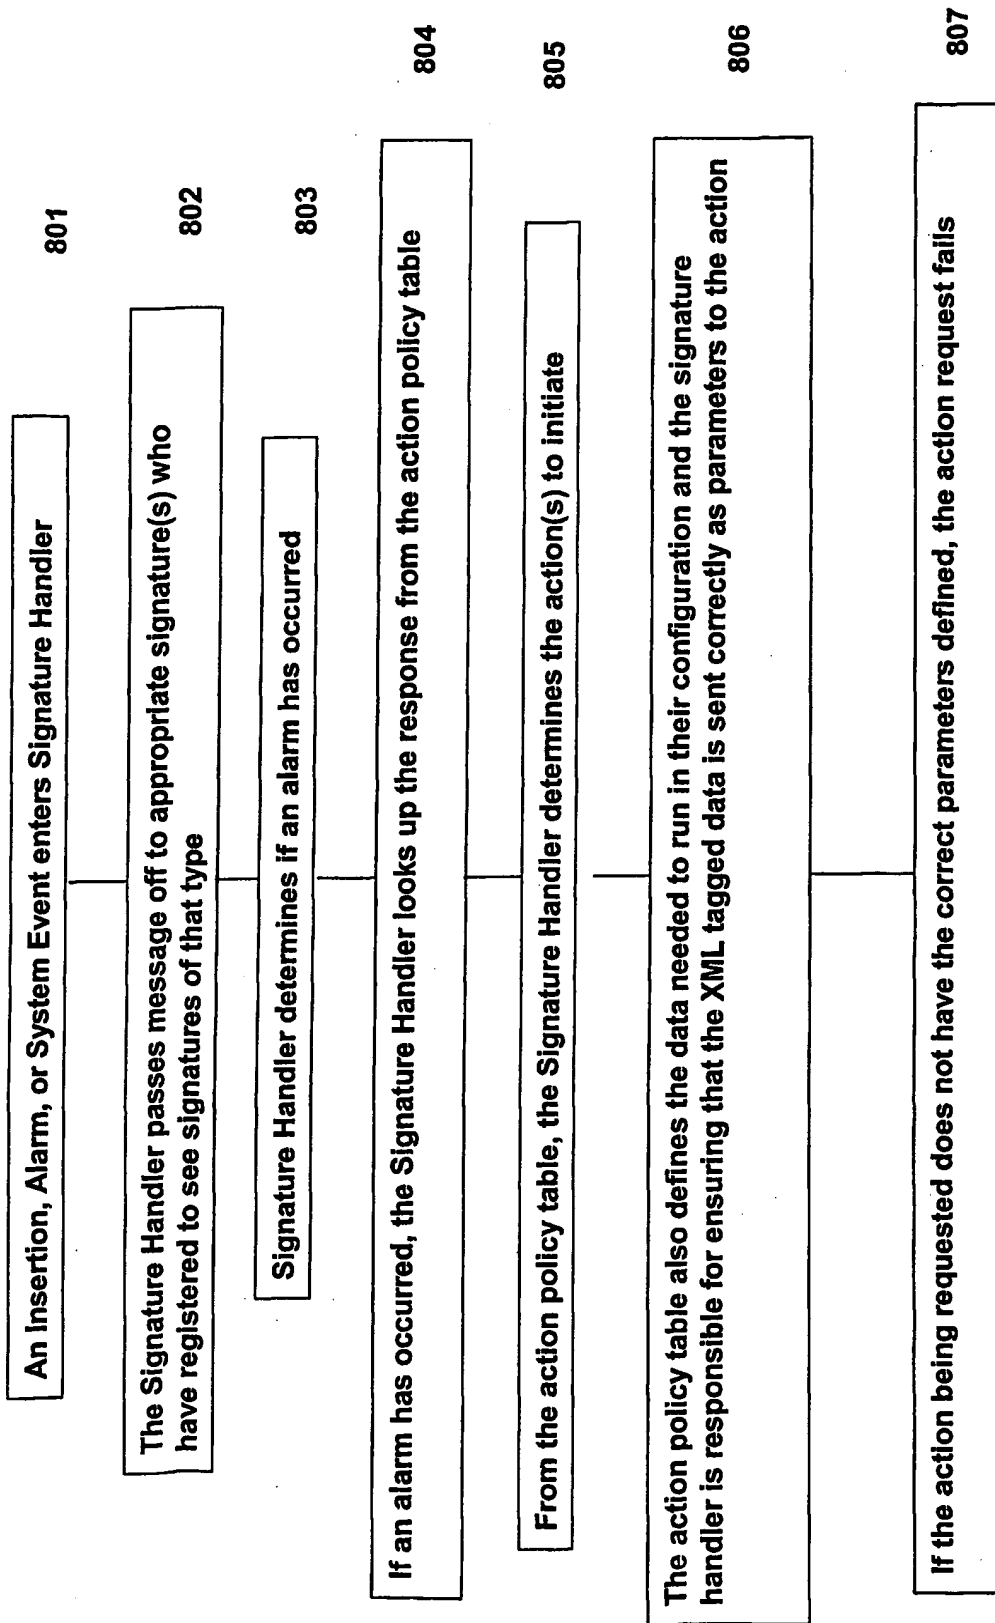 801
An Insertion, Alarm, or System Event enters Signature Handler
802
The Signature Handler passes message off to appropriate signature(s) who
have registered to see signatures of that type
803
Signature Handler determines if an alarm has occurred
804
If an alarm has occurred, the Signature Handler looks up the response from the action policy table
805
From the action policy table, the Signature Handler determines the action(s) to initiate
806
The action policy table also defines the data needed to run in their configuration and the signature
handler is responsible for ensuring that the XML tagged data is sent correctly as parameters to the action
807
If the action being requested does not have the correct parameters defined, the action request fails